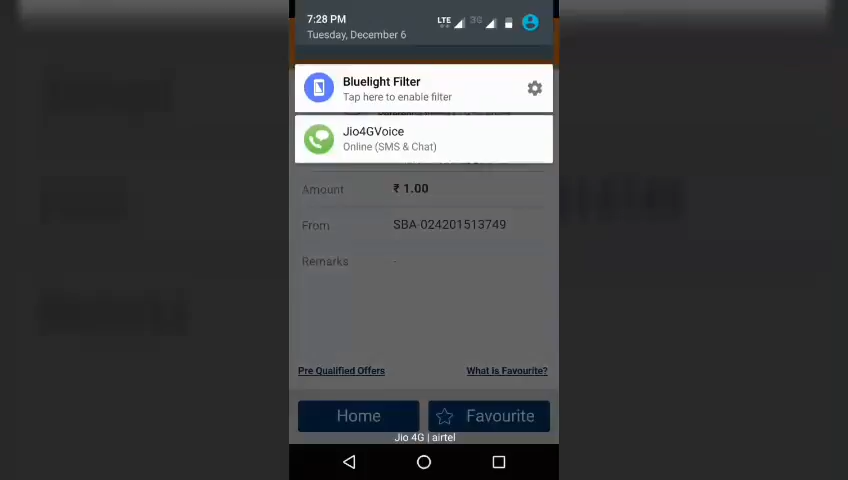 7:28 PM
LTE
3G
Tuesday, December 6
Bluelight Filter
Tap here to enable filter
Jio4GVoice
Online (SMS & Chat)
Amount
₹ 1.00
From
SBA-024201513749
Remarks
-
Pre Qualified Offers
What is Favourite?
Home
Favourite
Jio 4G | airtel